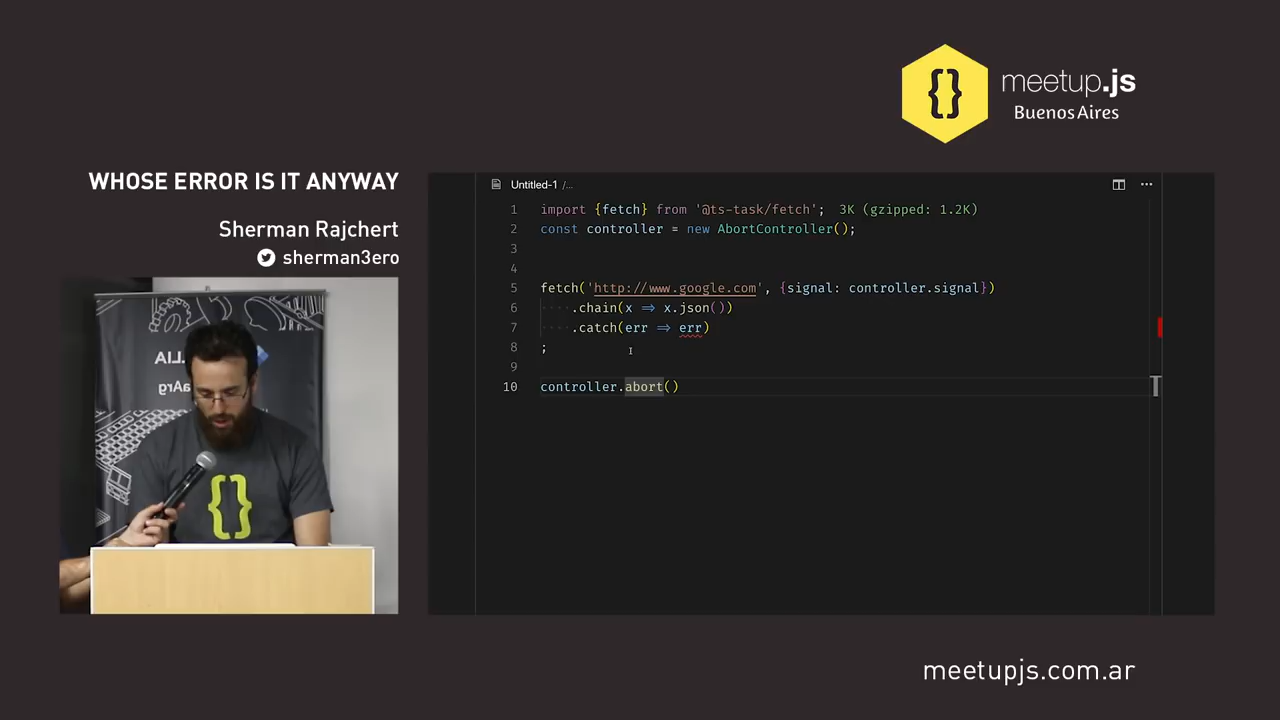 {} meetup.js
Buenos Aires
WHOSE ERROR IS IT ANYWAY
Sherman Rajchert
sherman3ero
Untitled-1 /...
1 import {fetch} from '@ts-task/fetch'; 3K (gzipped: 1.2K)
2 const controller = new AbortController();
3
4
5 fetch('http://www.google.com', {signal: controller.signal})
6 .chain(x => x.json())
7 .catch(err => err)
8 ;
9
10 controller.abort()
{}
meetupjs.com.ar